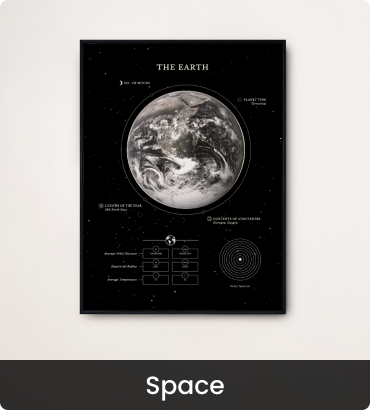 THE EARTH
NO. OF MOONS
PLANET TYPE
Terrestrial
LENGTH OF THE YEAR
365 Earth Days
CONTENTS OF ATMOSPHERE
Nitrogen, Oxygen
Average Orbit Distance
Equatorial Radius
Average Temperature
Space